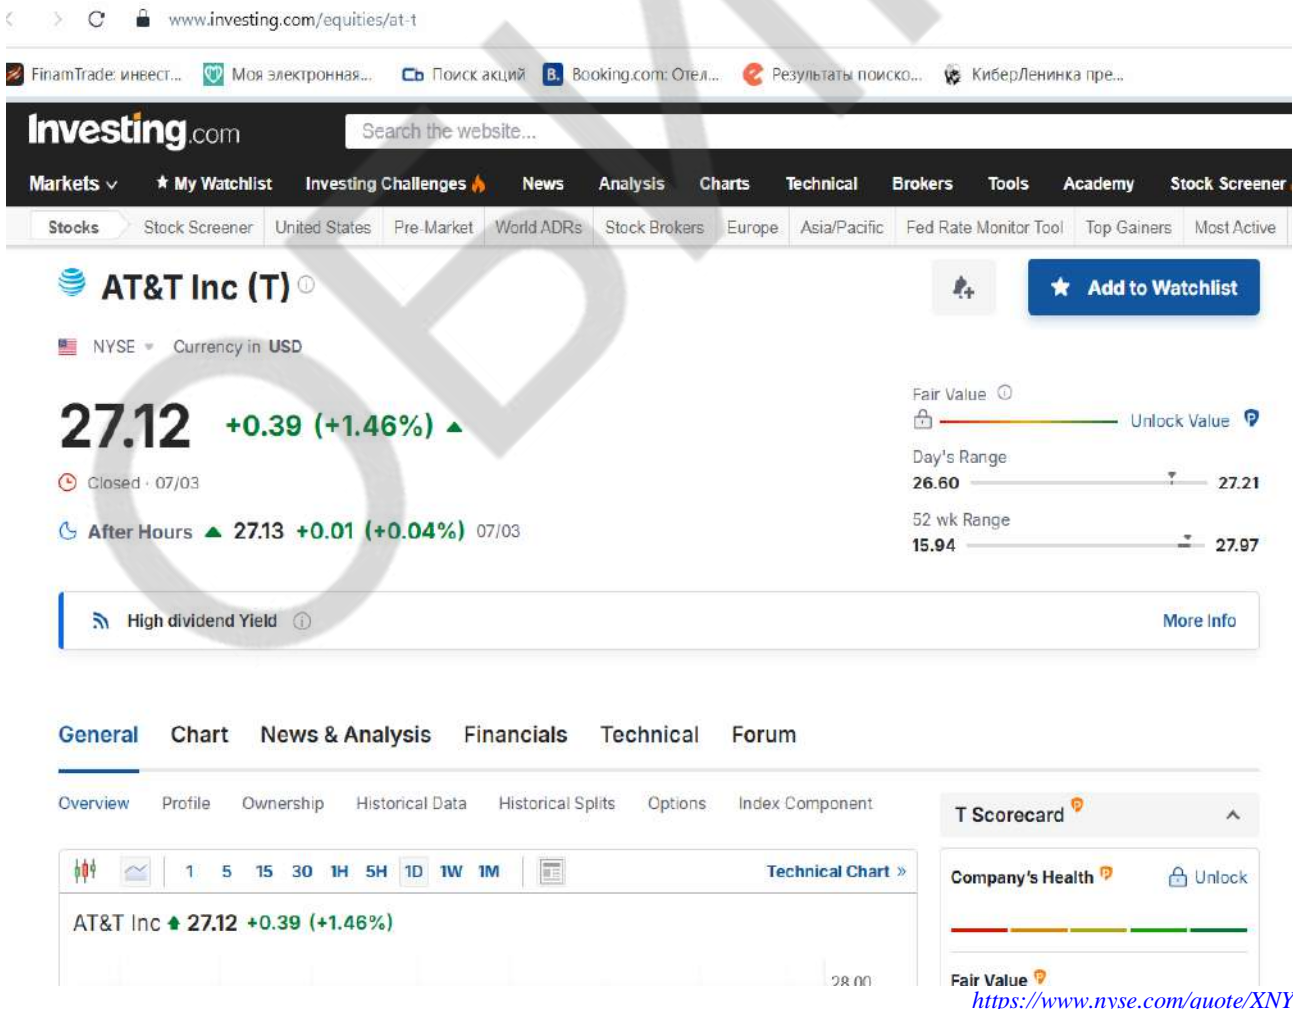 www.investing.com/equities/at-t
FinamTrade: инвест... Моя электронная... Сb Поиск акций B. Booking.com: Отел... Результаты поиско... КиберЛенинка пре...
Investing.com Search the website...
Markets My Watchlist Investing Challenges News Analysis Charts Technical Brokers Tools Academy Stock Screener
Stocks Stock Screener United States Pre-Market World ADRs Stock Brokers Europe Asia/Pacific Fed Rate Monitor Tool Top Gainers Most Active
AT&T Inc (T) Add to Watchlist
NYSE Currency in USD
27.12 +0.39 (+1.46%)
Closed · 07/03
After Hours 27.13 +0.01 (+0.04%) 07/03
Fair Value
Unlock Value
Day's Range
26.60 27.21
52 wk Range
15.94 27.97
High dividend Yield More Info
General Chart News & Analysis Financials Technical Forum
Overview Profile Ownership Historical Data Historical Splits Options Index Component
1 5 15 30 1H 5H 1D 1W 1M Technical Chart »
AT&T Inc 27.12 +0.39 (+1.46%)
28.00
T Scorecard
Company's Health Unlock
Fair Value
https://www.nyse.com/quote/XNY